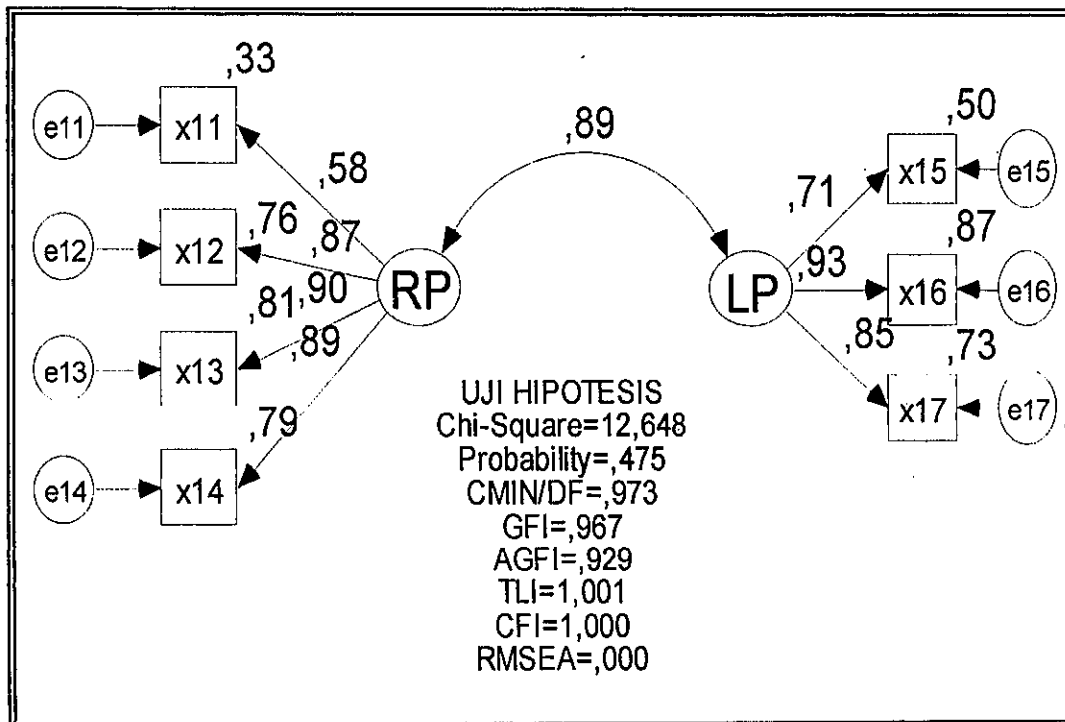 ,33
e11 x11
,58
,89
,50
x15 e15
,71
,76 ,87
e12 x12
RP
LP
,93
,87
x16 e16
,81 ,90
e13 x13
,89
,85 ,73
x17 e17
,79
e14 x14
UJI HIPOTESIS
Chi-Square=12,648
Probability=,475
CMIN/DF=,973
GFI=,967
AGFI=,929
TLI=1,001
CFI=1,000
RMSEA=,000